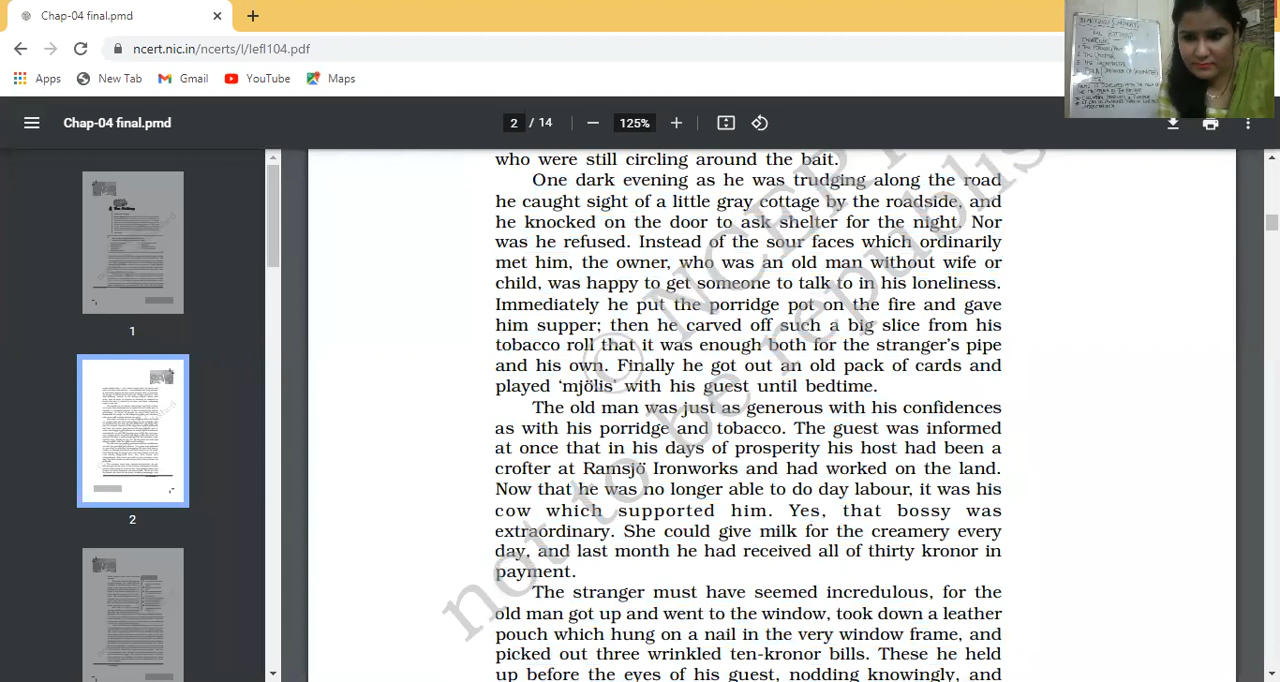 Chap-04 final.pmd
ncert.nic.in/ncerts/l/lefl104.pdf
Apps New Tab Gmail YouTube Maps
Chap-04 final.pmd 2 / 14 125%
1
2
who were still circling around the bait.
One dark evening as he was trudging along the road
he caught sight of a little gray cottage by the roadside, and
he knocked on the door to ask shelter for the night. Nor
was he refused. Instead of the sour faces which ordinarily
met him, the owner, who was an old man without wife or
child, was happy to get someone to talk to in his loneliness.
Immediately he put the porridge pot on the fire and gave
him supper; then he carved off such a big slice from his
tobacco roll that it was enough both for the stranger's pipe
and his own. Finally he got out an old pack of cards and
played ‘mjölis’ with his guest until bedtime.
The old man was just as generous with his confidences
as with his porridge and tobacco. The guest was informed
at once that in his days of prosperity his host had been a
crofter at Ramsjö Ironworks and had worked on the land.
Now that he was no longer able to do day labour, it was his
cow which supported him. Yes, that bossy was
extraordinary. She could give milk for the creamery every
day, and last month he had received all of thirty kronor in
payment.
The stranger must have seemed incredulous, for the
old man got up and went to the window, took down a leather
pouch which hung on a nail in the very window frame, and
picked out three wrinkled ten-kronor bills. These he held
up before the eyes of his guest, nodding knowingly, and
© NCERT
not to be republis